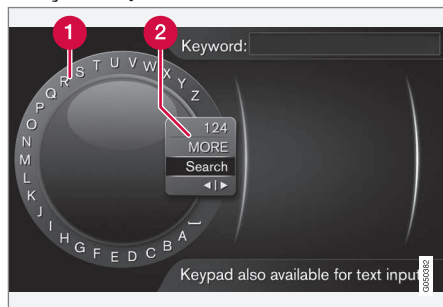 1
2
Keyword:
A B C D E F G H I J K L M N O P Q R S T U V W X Y Z
124
MORE
Search
◄|►
Keypad also available for text input
G050382